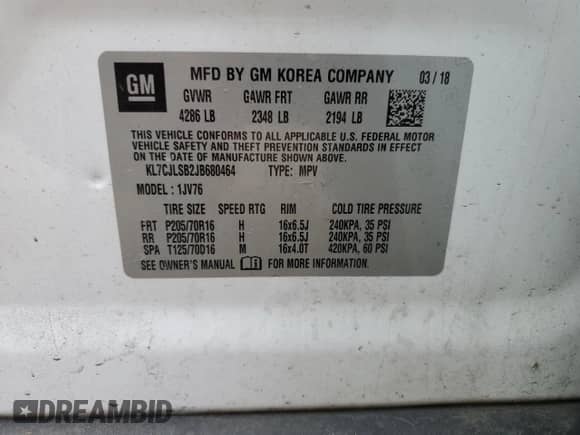 GM
MFD BY GM KOREA COMPANY 03/18
GVWR GAWR FRT GAWR RR
4286 LB 2348 LB 2194 LB
THIS VEHICLE CONFORMS TO ALL APPLICABLE U.S. FEDERAL MOTOR
VEHICLE SAFETY AND THEFT PREVENTION STANDARDS IN EFFECT ON THE
DATE OF MANUFACTURE SHOWN ABOVE.
KL7CJLSB2JB680464 TYPE: MPV
MODEL : 1JV76
TIRE SIZE SPEED RTG RIM COLD TIRE PRESSURE
FRT P205/70R16 H 16x6.5J 240KPA, 35 PSI
RR P205/70R16 H 16x6.5J 240KPA, 35 PSI
SPA T125/70D16 M 16x4.0T 420KPA, 60 PSI
SEE OWNER'S MANUAL FOR MORE INFORMATION.
DREAMBID